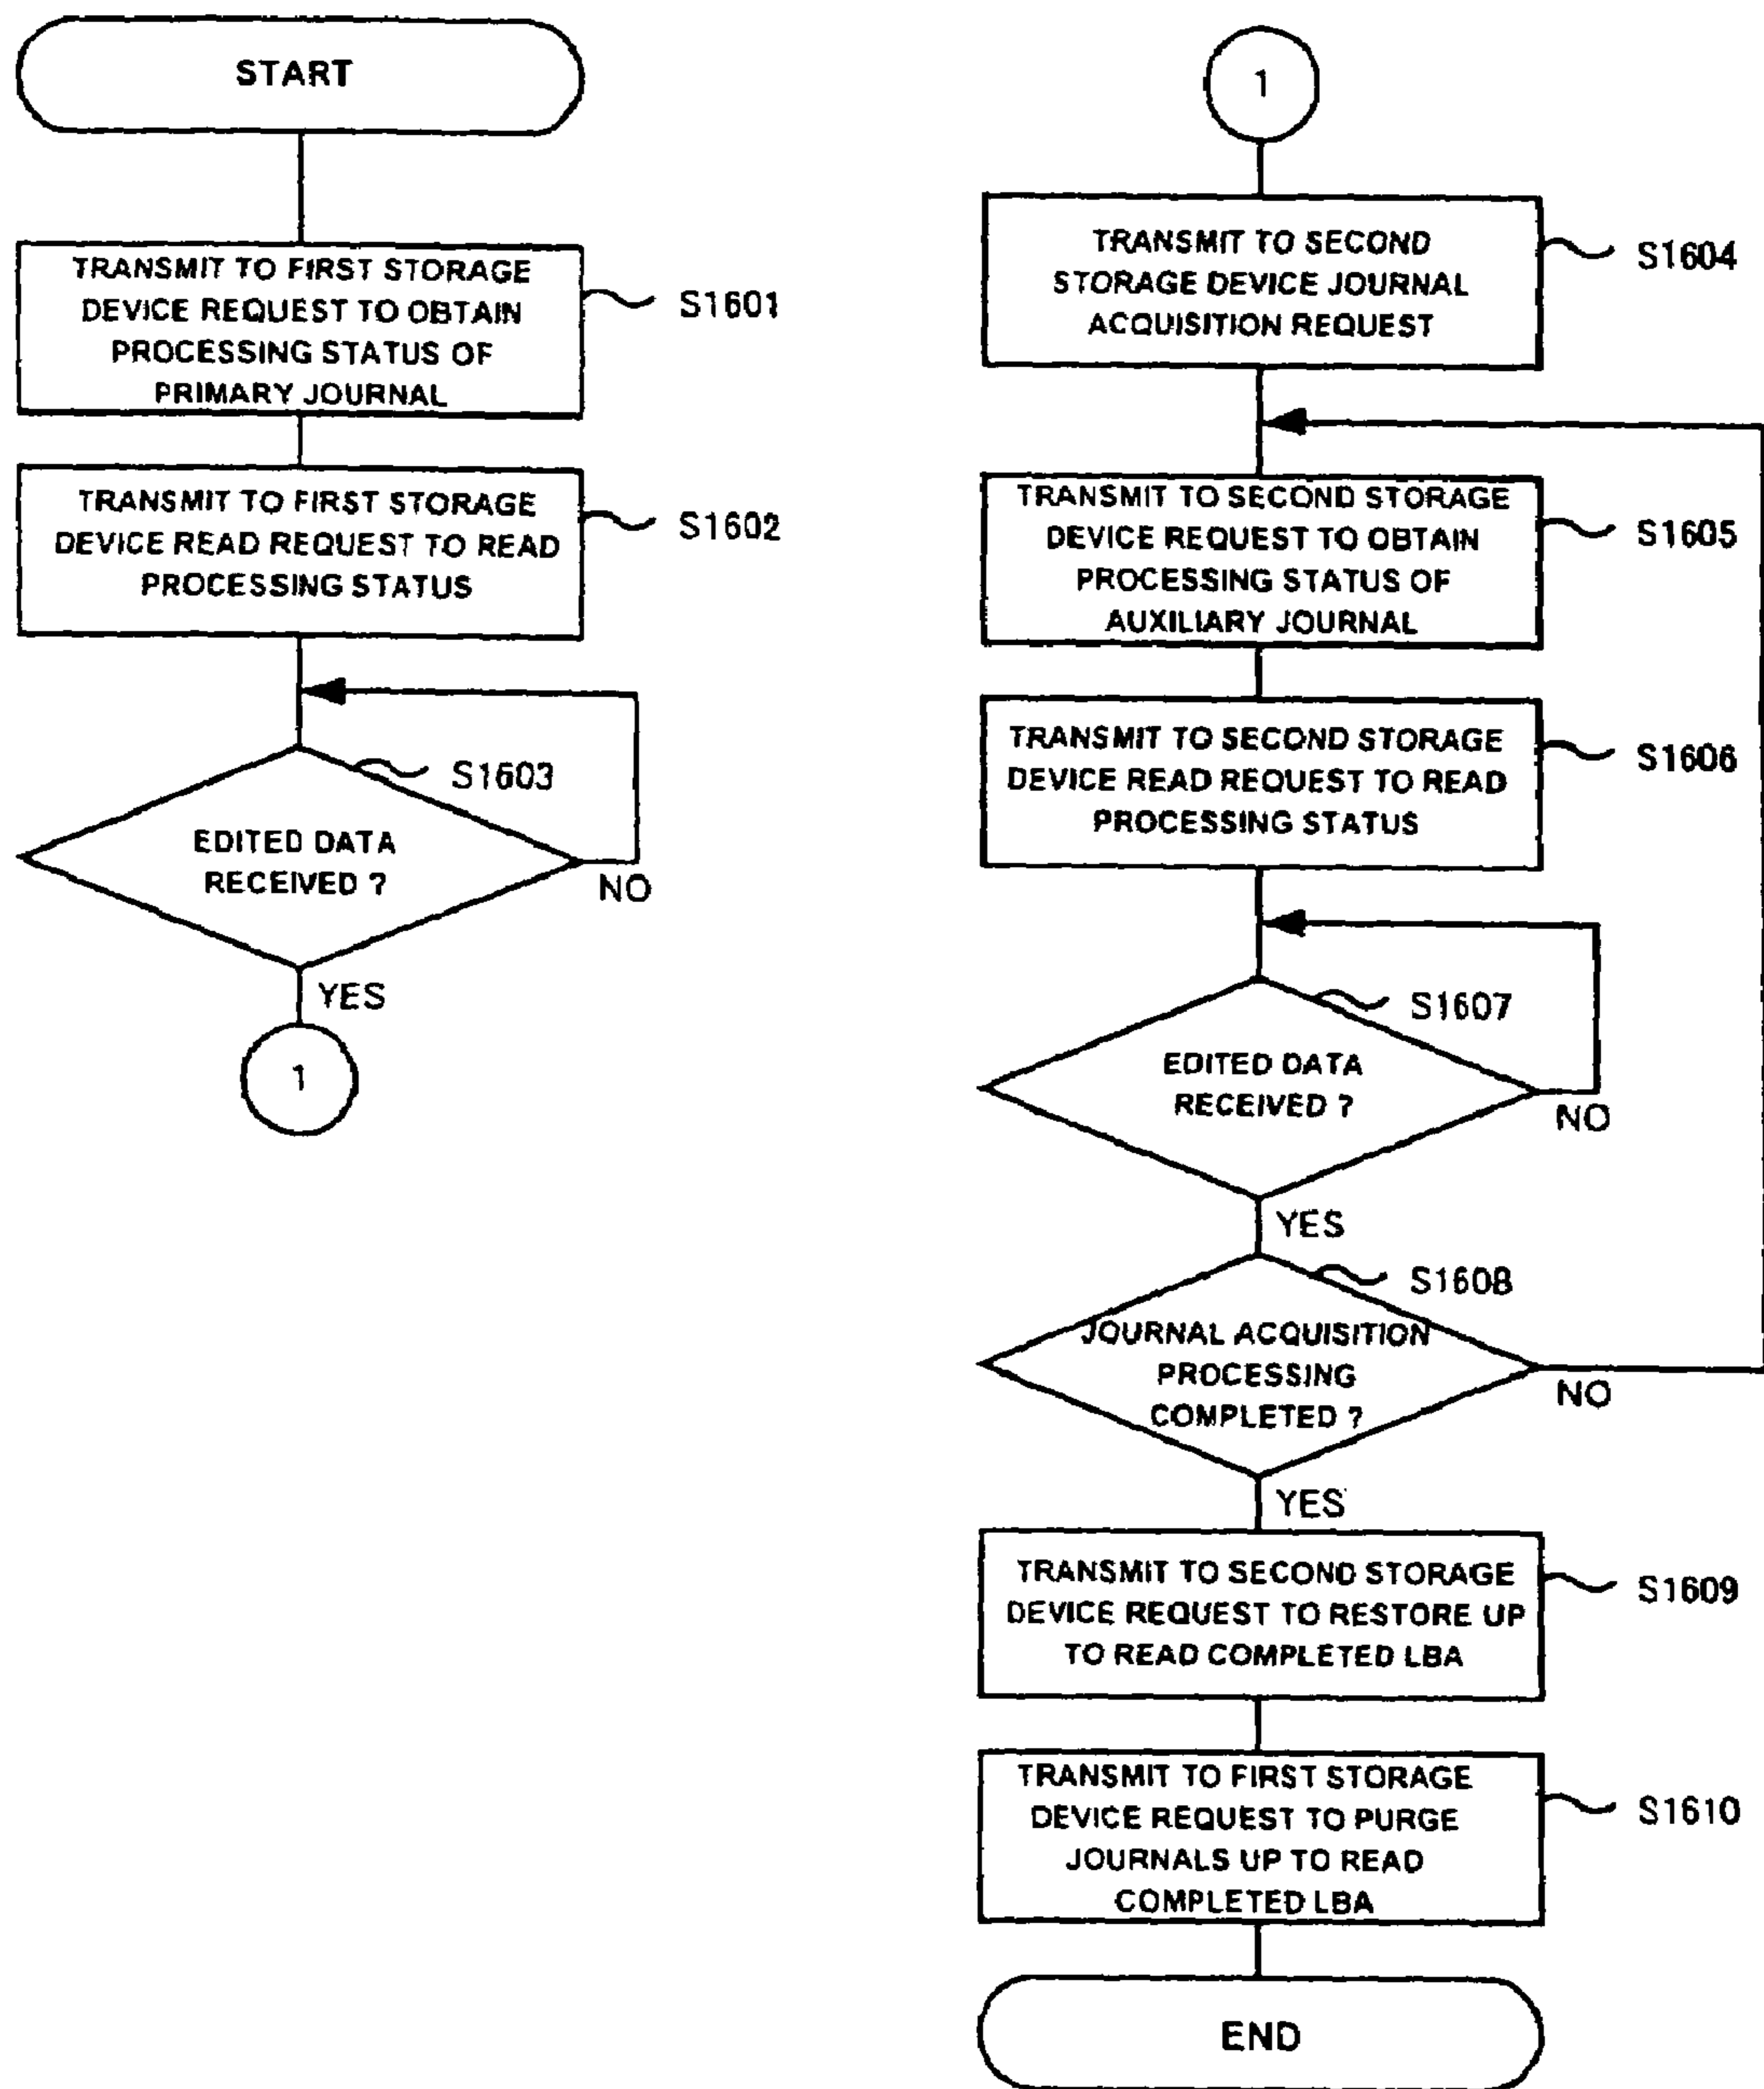 START
TRANSMIT TO FIRST STORAGE
DEVICE REQUEST TO OBTAIN
PROCESSING STATUS OF
PRIMARY JOURNAL
S1601
TRANSMIT TO FIRST STORAGE
DEVICE READ REQUEST TO READ
PROCESSING STATUS
S1602
S1603
EDITED DATA
RECEIVED ?
NO
YES
1
1
TRANSMIT TO SECOND
STORAGE DEVICE JOURNAL
ACQUISITION REQUEST
S1604
TRANSMIT TO SECOND STORAGE
DEVICE REQUEST TO OBTAIN
PROCESSING STATUS OF
AUXILIARY JOURNAL
S1605
TRANSMIT TO SECOND STORAGE
DEVICE READ REQUEST TO READ
PROCESSING STATUS
S1606
S1607
EDITED DATA
RECEIVED ?
NO
YES
S1608
JOURNAL ACQUISITION
PROCESSING
COMPLETED ?
NO
YES
TRANSMIT TO SECOND STORAGE
DEVICE REQUEST TO RESTORE UP
TO READ COMPLETED LBA
S1609
TRANSMIT TO FIRST STORAGE
DEVICE REQUEST TO PURGE
JOURNALS UP TO READ
COMPLETED LBA
S1610
END